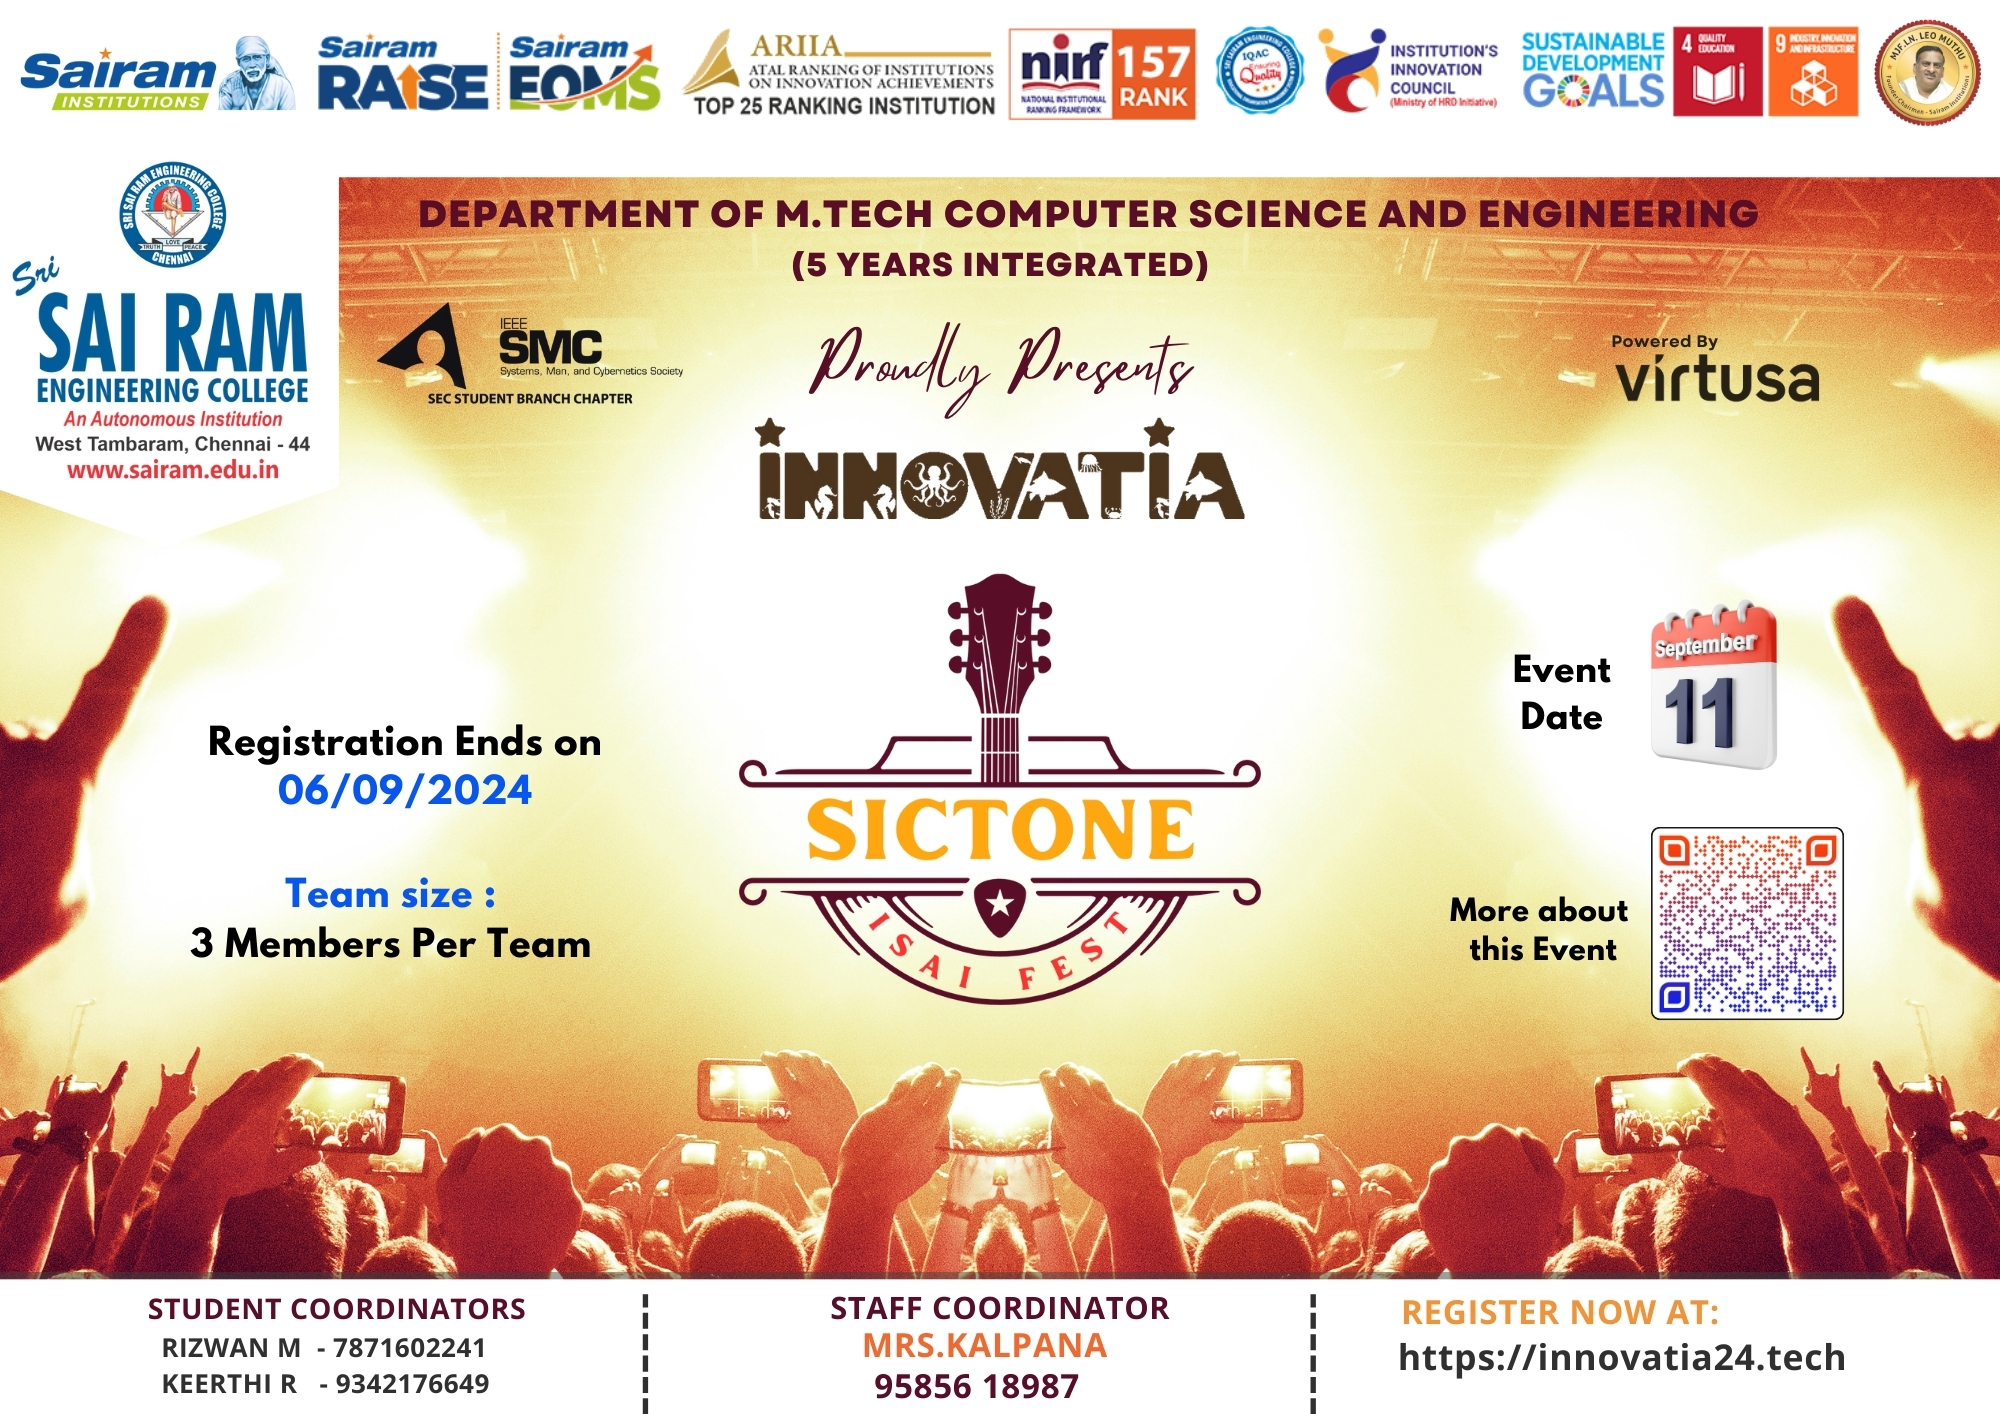 Sairam
INSTITUTIONS
Sairam
RAISE
Sairam
EOMS
ARIIA
ATAL RANKING OF INSTITUTIONS
ON INNOVATION ACHIEVEMENTS
TOP 25 RANKING INSTITUTION
nirf
NATIONAL INSTITUTIONAL
RANKING FRAMEWORK
157
RANK
SRI SAIRAM ENGINEERING COLLEGE
IQAC
Ensuring
Quality
INSTITUTION'S
INNOVATION
COUNCIL
(Ministry of HRD Initiative)
SUSTAINABLE
DEVELOPMENT
GOALS
4 QUALITY
EDUCATION
9 INDUSTRY, INNOVATION
AND INFRASTRUCTURE
MJF.LN. LEO MUTHU
Founder Chairman - Sairam Institutions
SRI SAI RAM ENGINEERING COLLEGE
LOVE
TRUTH PEACE
CHENNAI
Sri
SAI RAM
ENGINEERING COLLEGE
An Autonomous Institution
West Tambaram, Chennai - 44
www.sairam.edu.in
DEPARTMENT OF M.TECH COMPUTER SCIENCE AND ENGINEERING
(5 YEARS INTEGRATED)
IEEE
SMC
Systems, Man, and Cybernetics Society
SEC STUDENT BRANCH CHAPTER
Proudly Presents
Powered By
virtusa
INNOVATIA
Registration Ends on
06/09/2024
Team size :
3 Members Per Team
SICTONE
ISAI FEST
Event
Date
September
11
More about
this Event
STUDENT COORDINATORS
RIZWAN M - 7871602241
KEERTHI R - 9342176649
STAFF COORDINATOR
MRS.KALPANA
95856 18987
REGISTER NOW AT:
https://innovatia24.tech